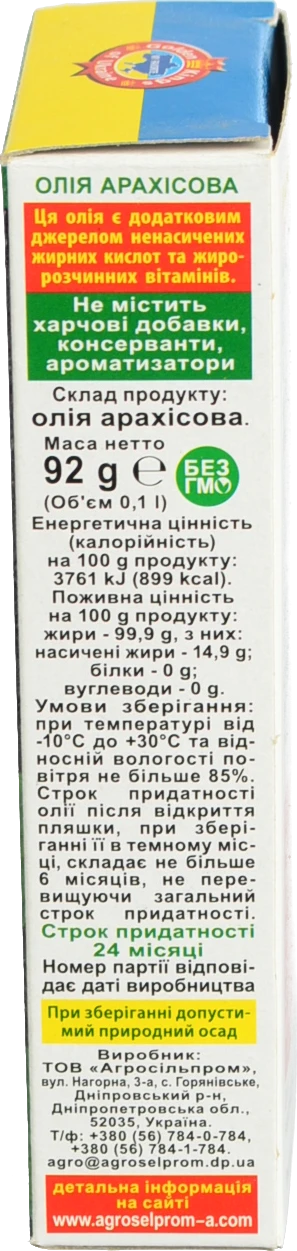 ОЛІЯ АРАХІСОВА
Ця олія є додатковим
джерелом ненасичених
жирних кислот та жиро-
розчинних вітамінів.
Не містить
харчові добавки,
консерванти,
ароматизатори
Склад продукту:
олія арахісова.
Маса нетто
92 g ℮
БЕЗ
ГМО
(Об'єм 0,1 l)
Енергетична цінність
(калорійність)
на 100 g продукту:
3761 kJ (899 kcal).
Поживна цінність
на 100 g продукту:
жири - 99,9 g, з них:
насичені жири - 14,9 g;
білки - 0 g;
вуглеводи - 0 g.
Умови зберігання:
при температурі від
-10°C до +30°C та від-
носній вологості по-
вітря не більше 85%.
Строк придатності
олії після відкриття
пляшки, при збері-
ганні її в темному міс-
ці, складає не більше
6 місяців, не пере-
вищуючи загальний
строк придатності.
Строк придатності
24 місяці
Номер партії відпові-
дає даті виробництва
При зберіганні допусти-
мий природний осад
Виробник:
ТОВ «Агросільпром»,
вул. Нагорна, 3-а, с. Горянівське,
Дніпровський р-н,
Дніпропетровська обл.,
52035, Україна.
Т/ф: +380 (56) 784-0-784,
+380 (56) 784-1-784.
agro@agroselprom.dp.ua
детальна інформація
на сайті
www.agroselprom-a.com